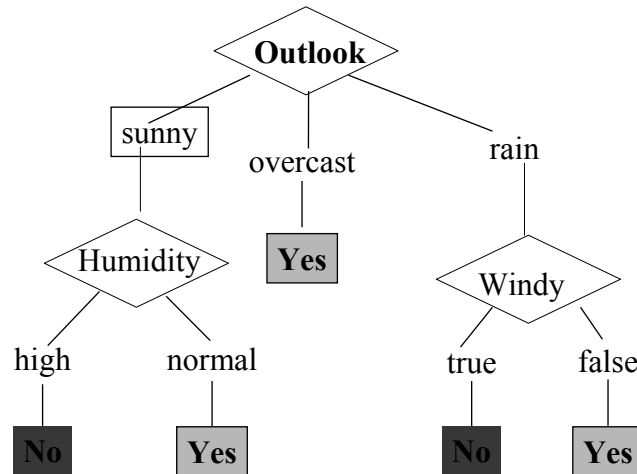 Outlook
sunny
overcast
rain
Humidity
Yes
Windy
high
normal
true
false
No
Yes
No
Yes